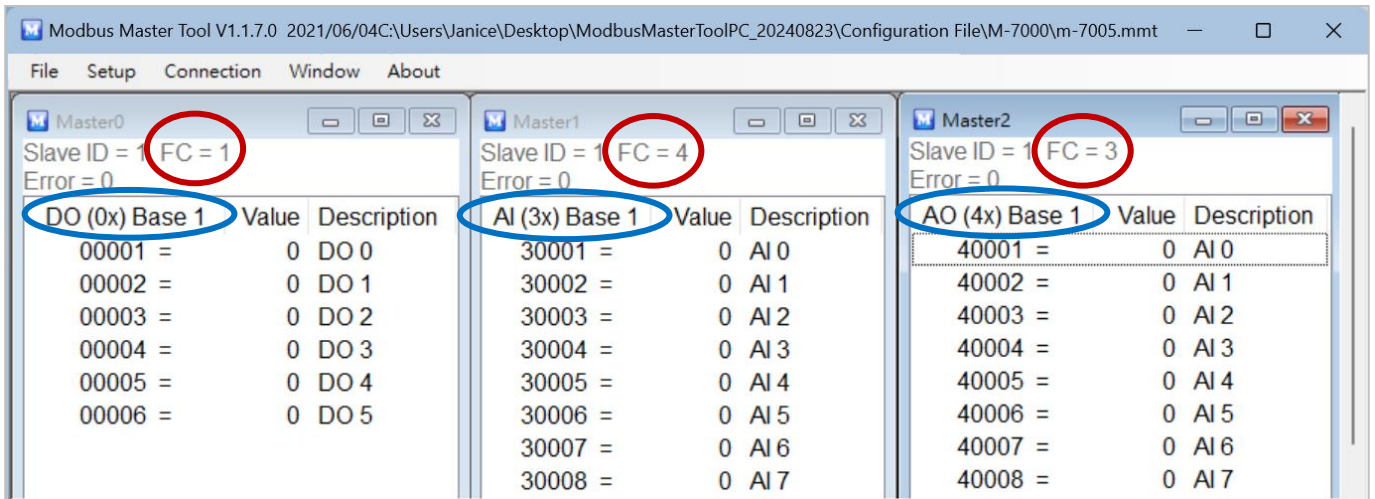 Modbus Master Tool V1.1.7.0 2021/06/04C:\Users\Janice\Desktop\ModbusMasterToolPC_20240823\Configuration File\M-7000\m-7005.mmt
File Setup Connection Window About
Master0
Slave ID = 1 FC = 1
Error = 0
DO (0x) Base 1 Value Description
00001 = 0 DO 0
00002 = 0 DO 1
00003 = 0 DO 2
00004 = 0 DO 3
00005 = 0 DO 4
00006 = 0 DO 5
Master1
Slave ID = 1 FC = 4
Error = 0
AI (3x) Base 1 Value Description
30001 = 0 AI 0
30002 = 0 AI 1
30003 = 0 AI 2
30004 = 0 AI 3
30005 = 0 AI 4
30006 = 0 AI 5
30007 = 0 AI 6
30008 = 0 AI 7
Master2
Slave ID = 1 FC = 3
Error = 0
AO (4x) Base 1 Value Description
40001 = 0 AI 0
40002 = 0 AI 1
40003 = 0 AI 2
40004 = 0 AI 3
40005 = 0 AI 4
40006 = 0 AI 5
40007 = 0 AI 6
40008 = 0 AI 7